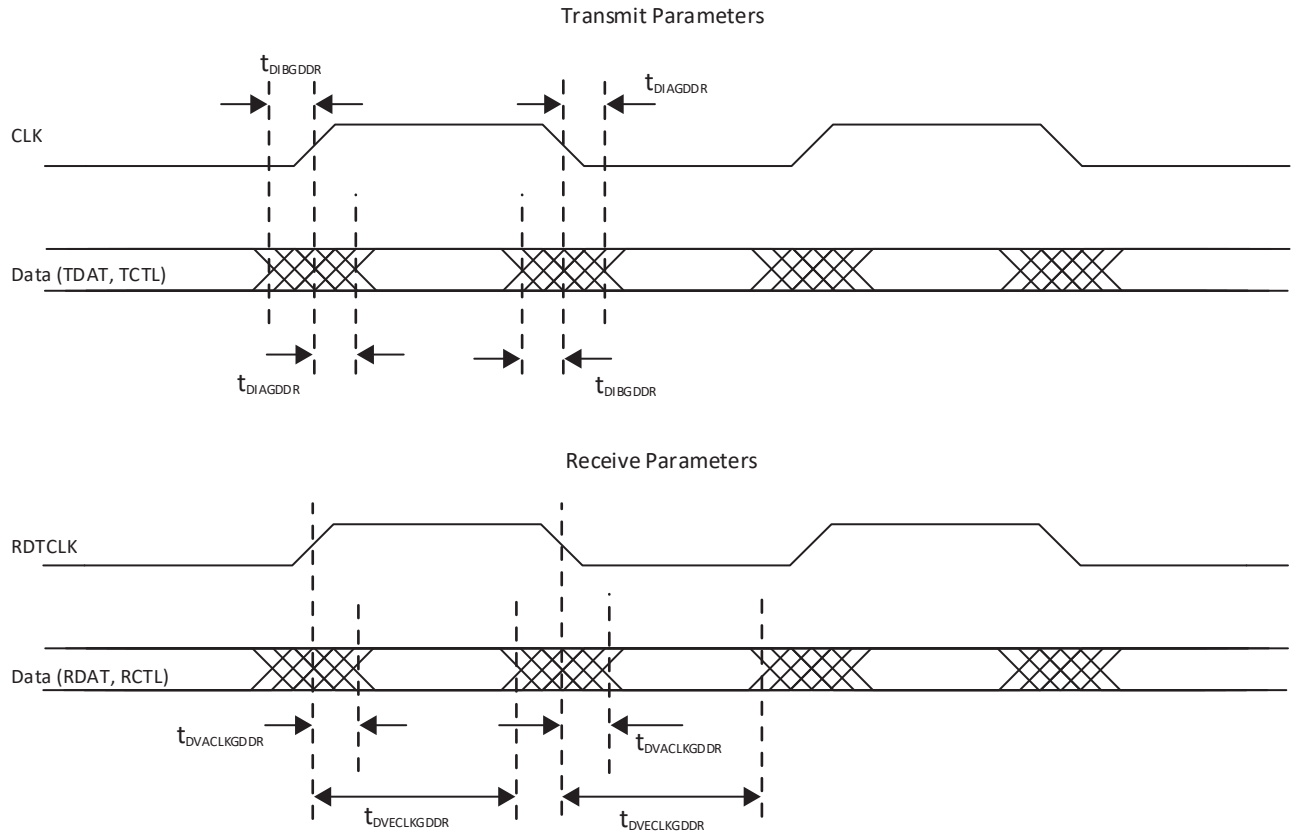 Transmit Parameters
tDIBGDDR
tDIAGDDR
CLK
Data (TDAT, TCTL)
tDIAGDDR
tDIBGDDR
Receive Parameters
RDTCLK
Data (RDAT, RCTL)
tDVACLKGDDR
tDVACLKGDDR
tDVECLKGDDR
tDVECLKGDDR